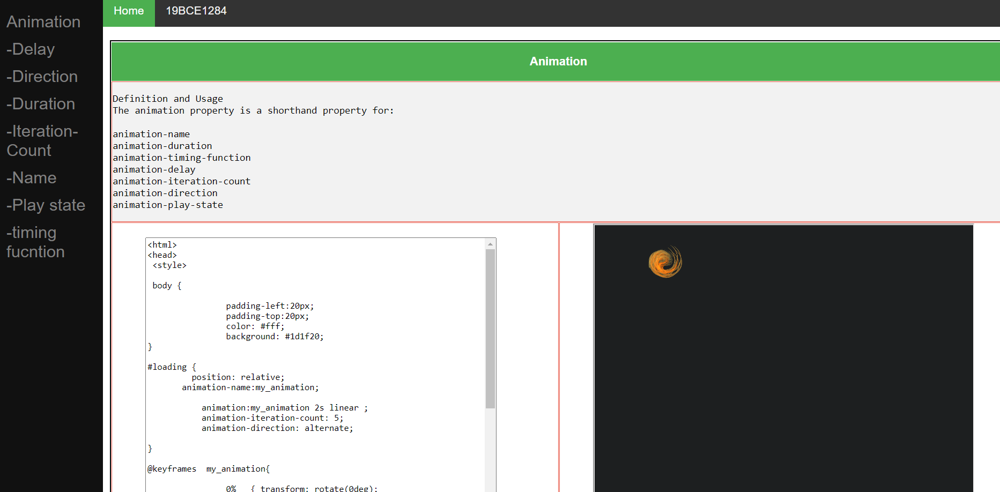 Home 19BCE1284
Animation
-Delay
-Direction
-Duration
-Iteration-
Count
-Name
-Play state
-timing
fucntion
Animation
Definition and Usage
The animation property is a shorthand property for:
animation-name
animation-duration
animation-timing-function
animation-delay
animation-iteration-count
animation-direction
animation-play-state
<html>
<head>
<style>
body {
padding-left:20px;
padding-top:20px;
color: #fff;
background: #1d1f20;
}
#loading {
position: relative;
animation-name:my_animation;
animation:my_animation 2s linear ;
animation-iteration-count: 5;
animation-direction: alternate;
}
@keyframes  my_animation{
0%   { transform: rotate(0deg);